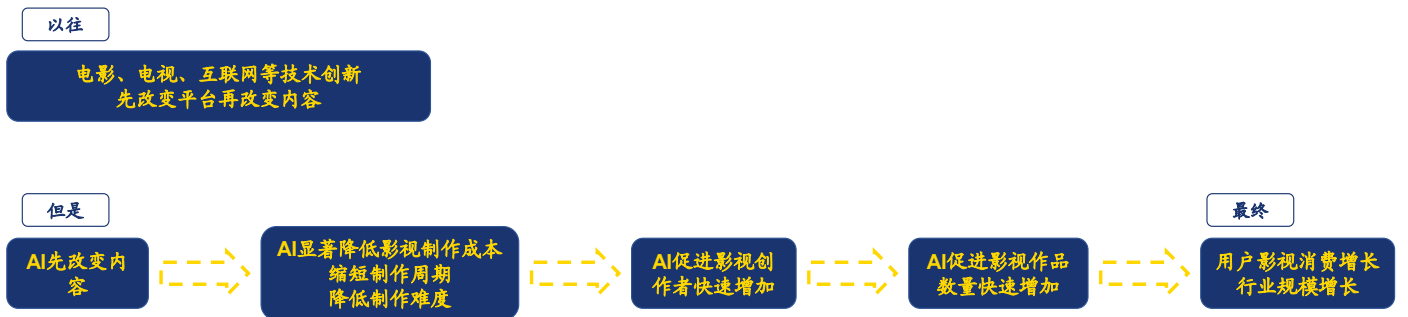 以往
电影、电视、互联网等技术创新
先改变平台再改变内容
但是
最终
AI先改变内
容
AI显著降低影视制作成本
缩短制作周期
降低制作难度
AI促进影视创
作者快速增加
AI促进影视作品
数量快速增加
用户影视消费增长
行业规模增长